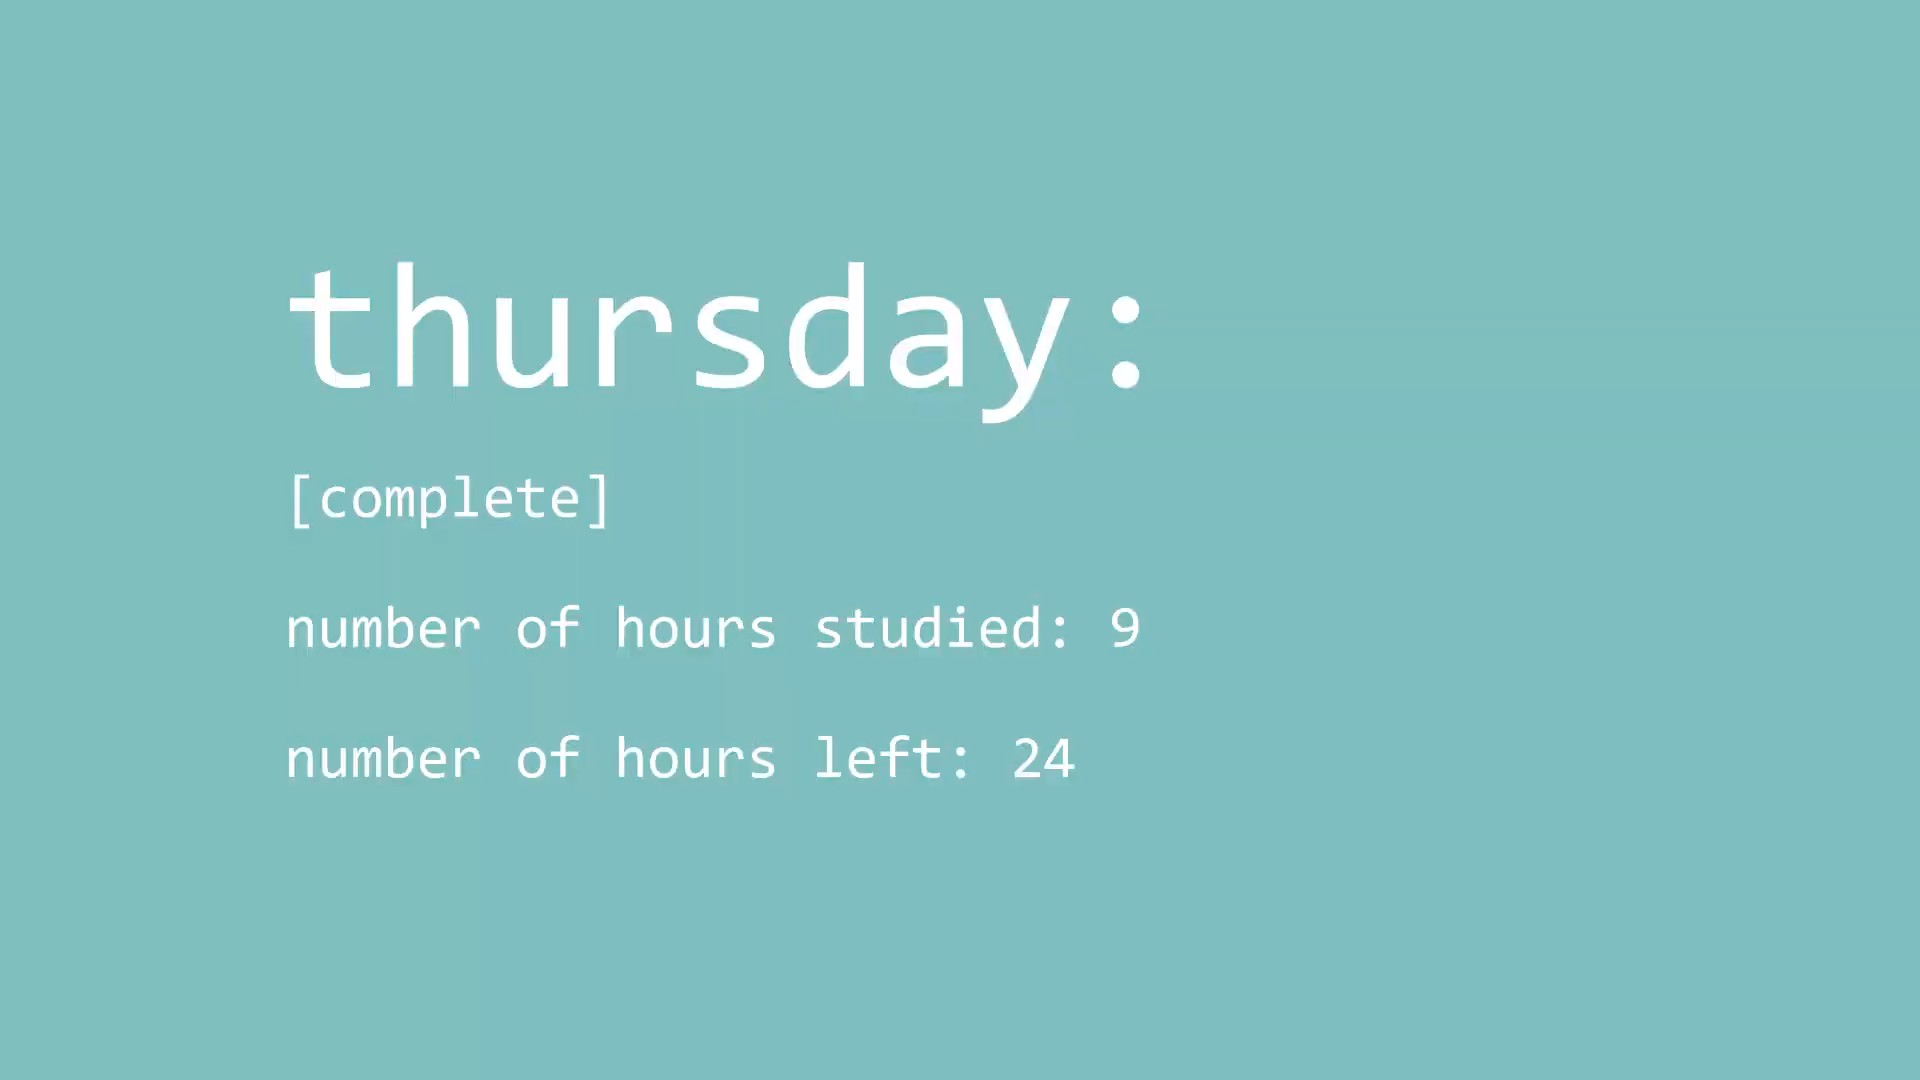 thursday:
[complete]
number of hours studied: 9
number of hours left: 24